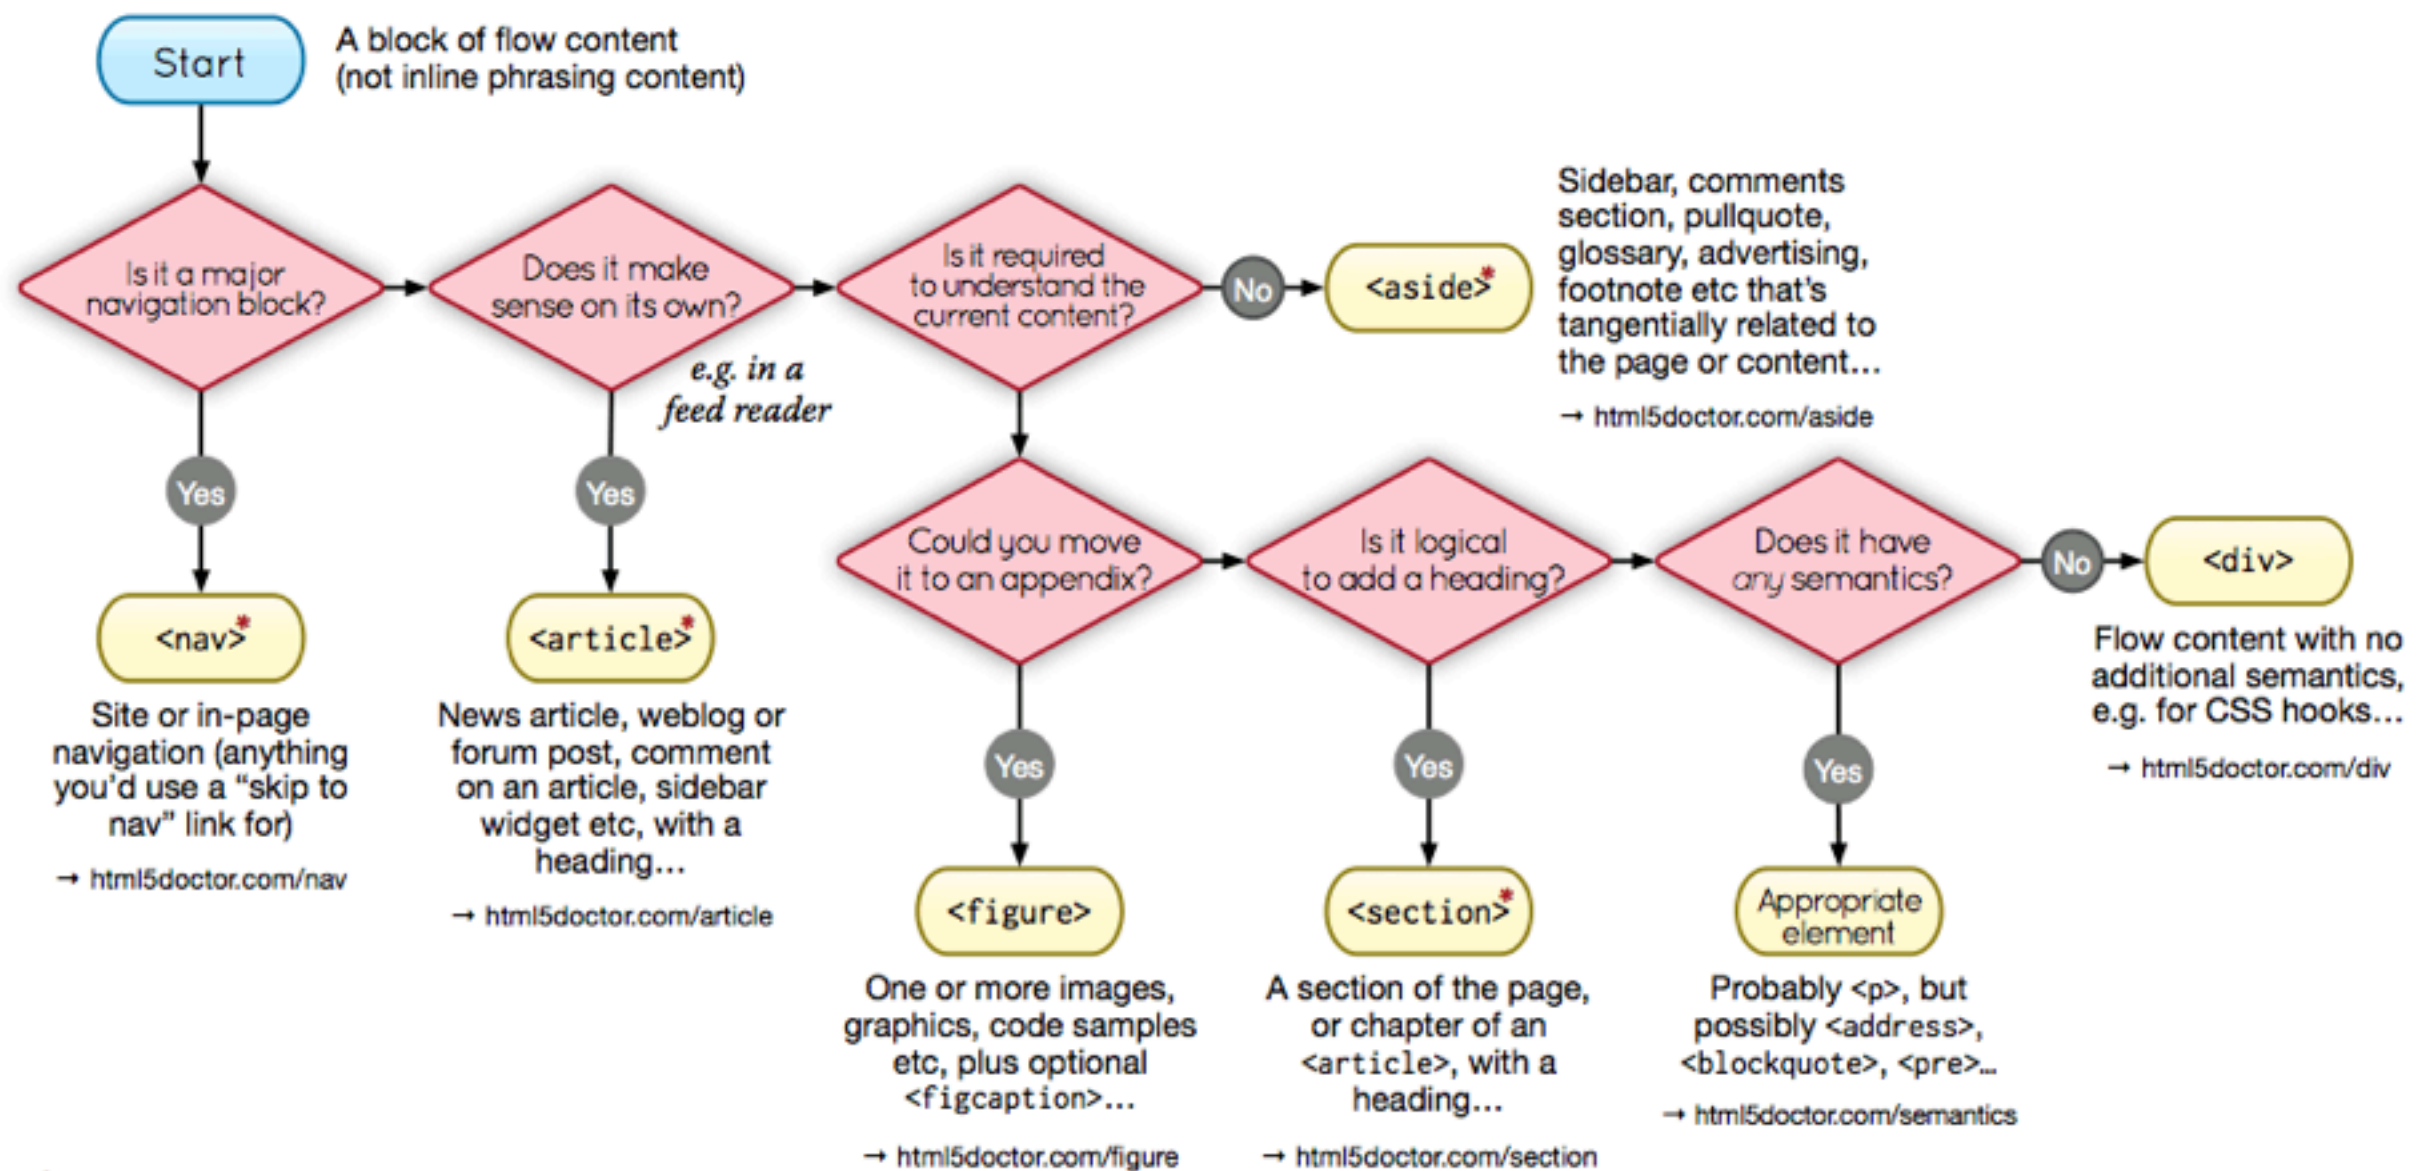 Start
A block of flow content
(not inline phrasing content)
Is it a major
navigation block?
Does it make
sense on its own?
e.g. in a
feed reader
Is it required
to understand the
current content?
No
<aside>*
Sidebar, comments
section, pullquote,
glossary, advertising,
footnote etc that’s
tangentially related to
the page or content...
→ html5doctor.com/aside
Yes
<nav>*
Site or in-page
navigation (anything
you’d use a “skip to
nav” link for)
→ html5doctor.com/nav
Yes
<article>*
News article, weblog or
forum post, comment
on an article, sidebar
widget etc, with a
heading...
→ html5doctor.com/article
Could you move
it to an appendix?
Is it logical
to add a heading?
Does it have
any semantics?
No
<div>
Flow content with no
additional semantics,
e.g. for CSS hooks...
→ html5doctor.com/div
Yes
<figure>
One or more images,
graphics, code samples
etc, plus optional
<figcaption>...
→ html5doctor.com/figure
Yes
<section>*
A section of the page,
or chapter of an
<article>, with a
heading...
→ html5doctor.com/section
Yes
Appropriate
element
Probably <p>, but
possibly <address>,
<blockquote>, <pre>...
→ html5doctor.com/semantics